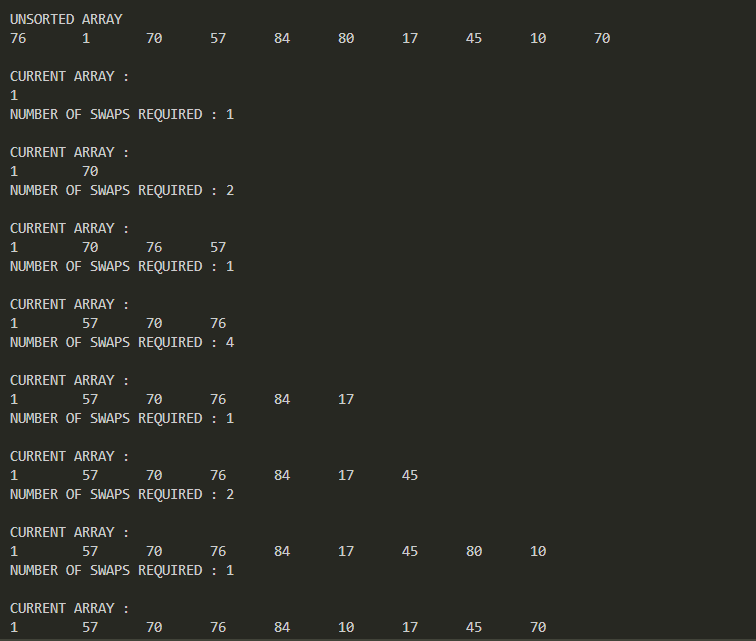 UNSORTED ARRAY
76 1 70 57 84 80 17 45 10 70
CURRENT ARRAY :
1
NUMBER OF SWAPS REQUIRED : 1
CURRENT ARRAY :
1 70
NUMBER OF SWAPS REQUIRED : 2
CURRENT ARRAY :
1 70 76 57
NUMBER OF SWAPS REQUIRED : 1
CURRENT ARRAY :
1 57 70 76
NUMBER OF SWAPS REQUIRED : 4
CURRENT ARRAY :
1 57 70 76 84 17
NUMBER OF SWAPS REQUIRED : 1
CURRENT ARRAY :
1 57 70 76 84 17 45
NUMBER OF SWAPS REQUIRED : 2
CURRENT ARRAY :
1 57 70 76 84 17 45 80 10
NUMBER OF SWAPS REQUIRED : 1
CURRENT ARRAY :
1 57 70 76 84 10 17 45 70